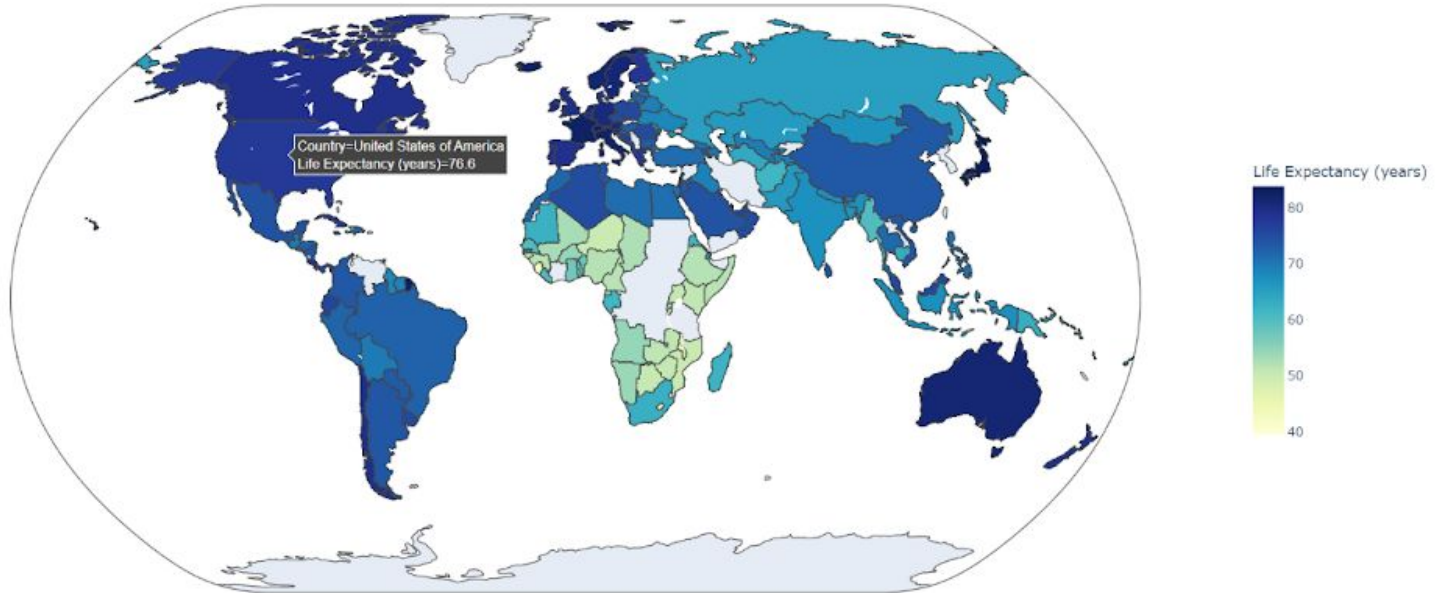 Country=United States of America
Life Expectancy (years)=76.6
Life Expectancy (years)
80
70
60
50
40